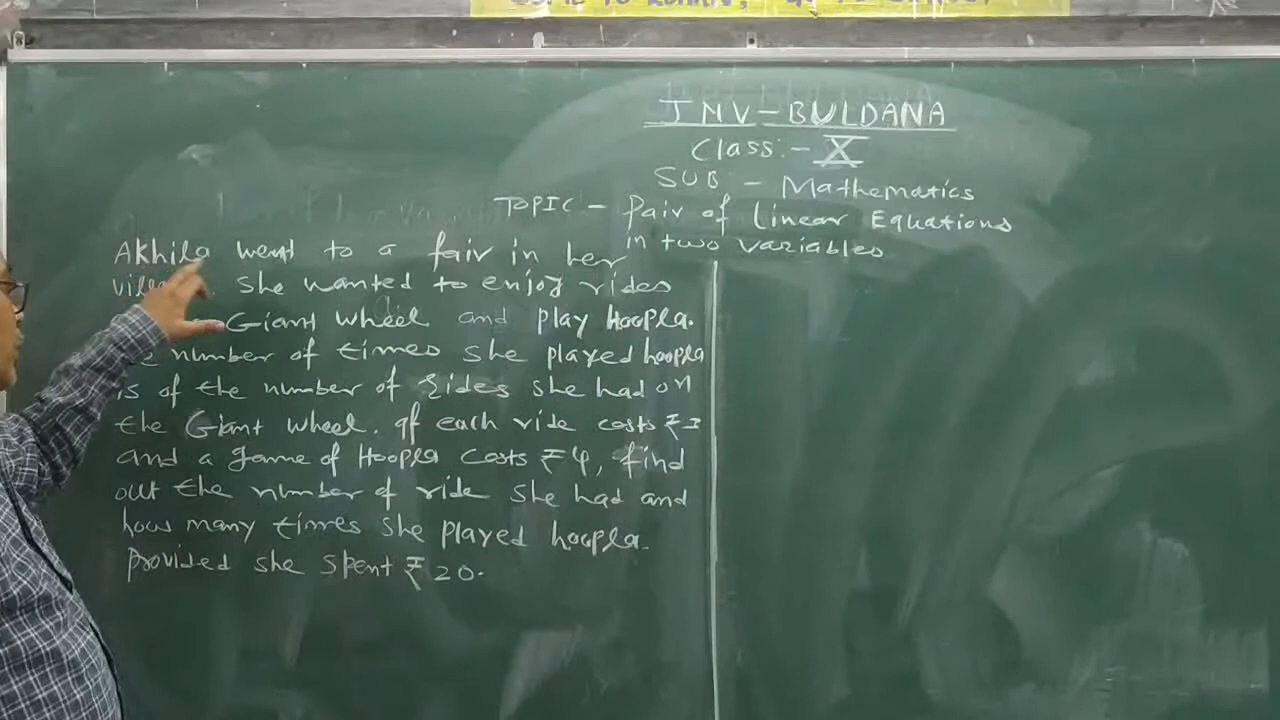 JNV - BULDANA
Class :- X
SUB - Mathematics
TOPIC - Pair of Linear Equations
in two variables
Akhila went to a fair in her
She wanted to enjoy rides
Giant wheel and play Hoopla.
number of times she played hoopla
is of the number of rides she had on
the Giant wheel. If each ride costs ₹3
and a game of Hoopla costs ₹4, find
out the number of ride she had and
how many times she played hoopla.
Provided she spent ₹20.